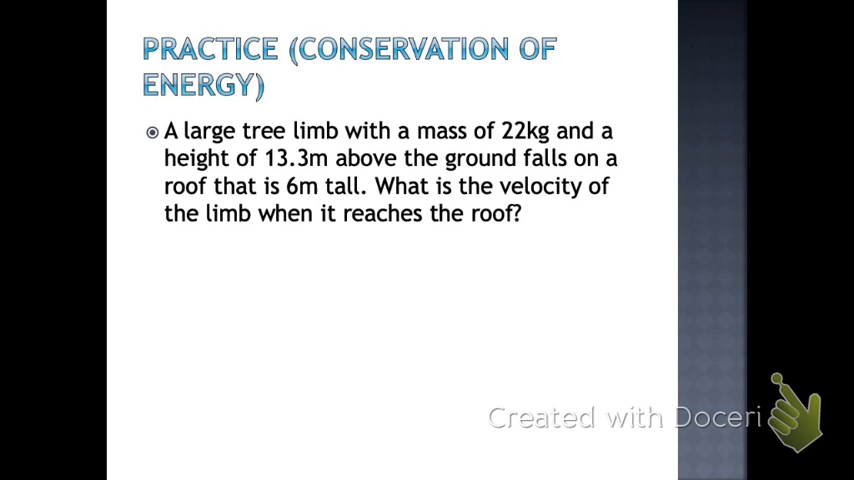 PRACTICE (CONSERVATION OF
ENERGY)
A large tree limb with a mass of 22kg and a
height of 13.3m above the ground falls on a
roof that is 6m tall. What is the velocity of
the limb when it reaches the roof?
Created with Doceri